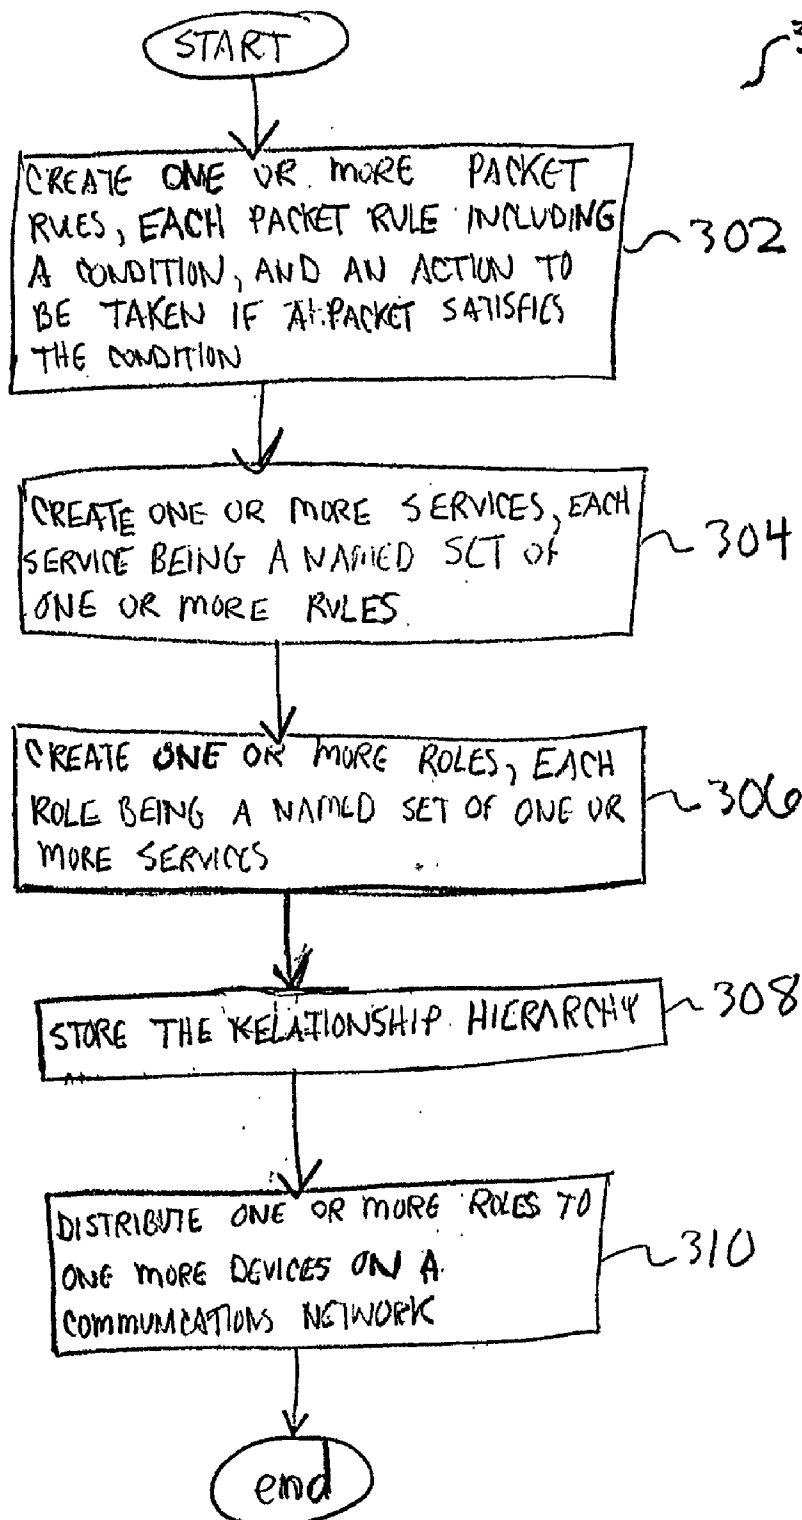 START
3
CREATE ONE OR MORE PACKET
RULES, EACH PACKET RULE INCLUDING
A CONDITION, AND AN ACTION TO
BE TAKEN IF A PACKET SATISFIES
THE CONDITION
302
CREATE ONE OR MORE SERVICES, EACH
SERVICE BEING A NAMED SET OF
ONE OR MORE RULES.
304
CREATE ONE OR MORE ROLES, EACH
ROLE BEING A NAMED SET OF ONE OR
MORE SERVICES
306
STORE THE RELATIONSHIP HIERARCHY
308
DISTRIBUTE ONE OR MORE ROLES TO
ONE MORE DEVICES ON A
COMMUNICATIONS NETWORK
310
end